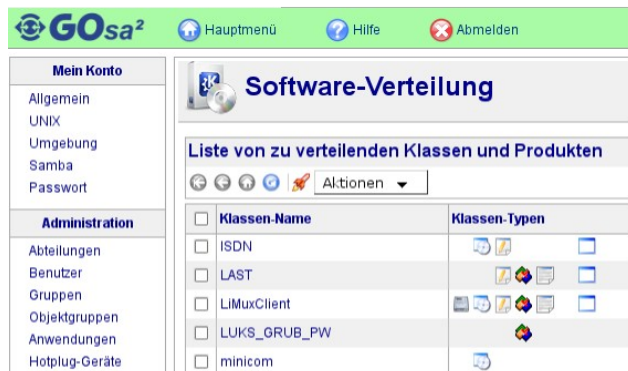 GOsa²
Hauptmenü
Hilfe
Abmelden
Mein Konto
Allgemein
UNIX
Umgebung
Samba
Passwort
Administration
Abteilungen
Benutzer
Gruppen
Objektgruppen
Anwendungen
Hotplug-Geräte
Software-Verteilung
Liste von zu verteilenden Klassen und Produkten
Aktionen
Klassen-Name Klassen-Typen
ISDN
LAST
LiMuxClient
LUKS_GRUB_PW
minicom